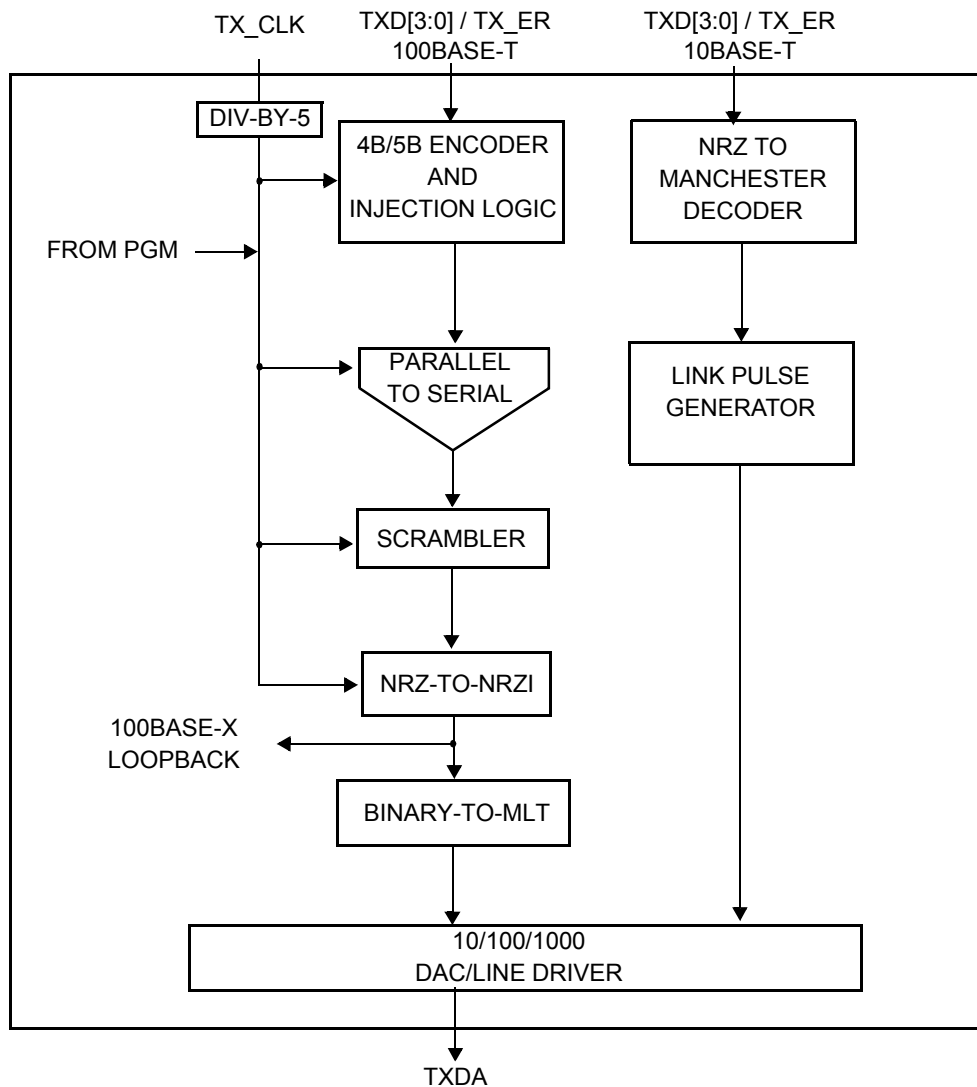 TX_CLK
TXD[3:0] / TX_ER
100BASE-T
TXD[3:0] / TX_ER
10BASE-T
DIV-BY-5
4B/5B ENCODER
AND
INJECTION LOGIC
NRZ TO
MANCHESTER
DECODER
FROM PGM
PARALLEL
TO SERIAL
LINK PULSE
GENERATOR
SCRAMBLER
NRZ-TO-NRZI
100BASE-X
LOOPBACK
BINARY-TO-MLT
10/100/1000
DAC/LINE DRIVER
TXDA